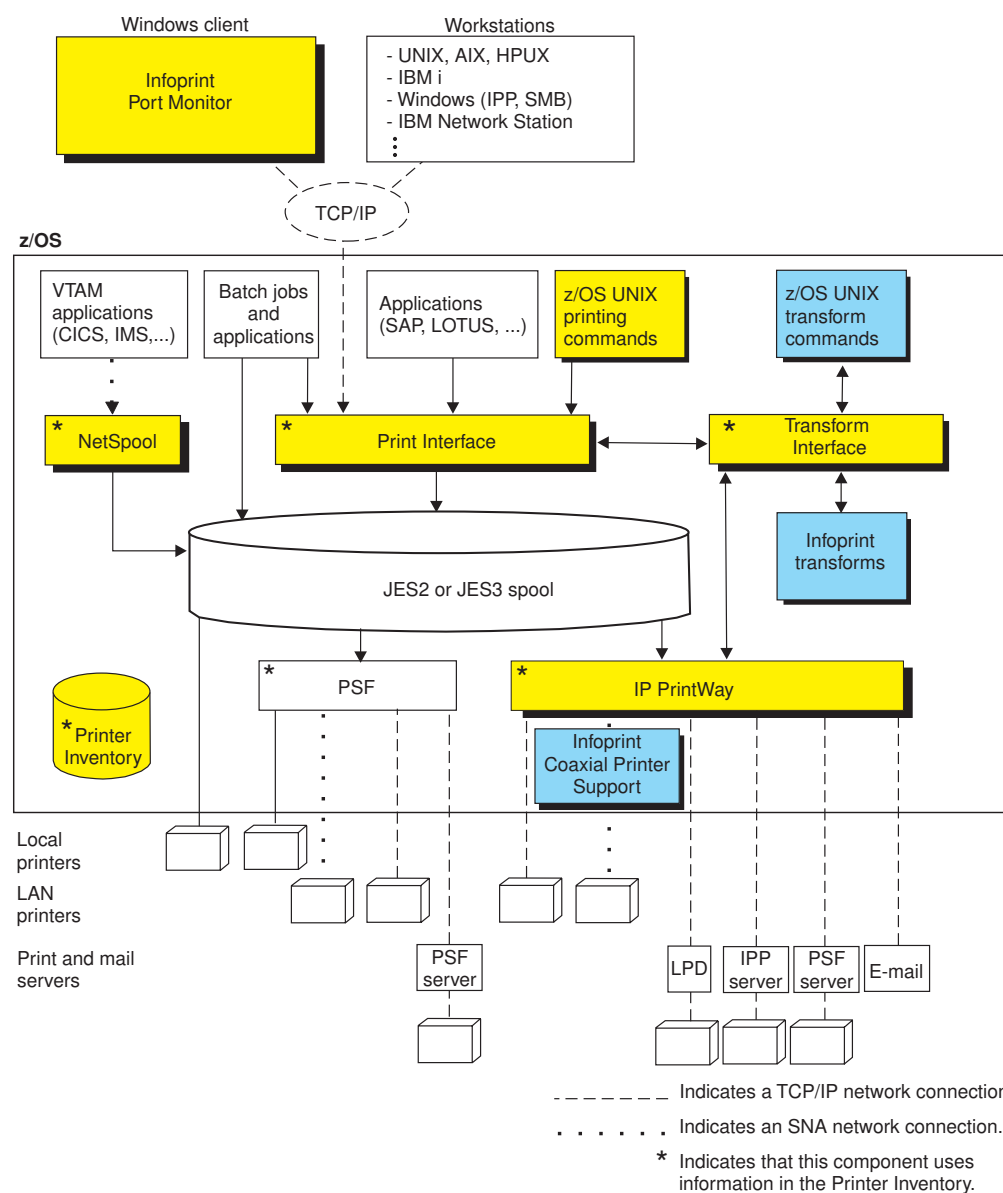 Windows client
Infoprint
Port Monitor
Workstations
- UNIX, AIX, HPUX
- IBM i
- Windows (IPP, SMB)
- IBM Network Station
TCP/IP
z/OS
VTAM
applications
(CICS, IMS,...)
Batch jobs
and
applications
Applications
(SAP, LOTUS, ...)
z/OS UNIX
printing
commands
z/OS UNIX
transform
commands
* NetSpool
* Print Interface
* Transform
Interface
Infoprint
transforms
JES2 or JES3 spool
* PSF
* IP PrintWay
* Printer
Inventory
Infoprint
Coaxial Printer
Support
Local
printers
LAN
printers
Print and mail
servers
PSF
server
LPD
IPP
server
PSF
server
E-mail
Indicates a TCP/IP network connection
Indicates an SNA network connection.
* Indicates that this component uses
information in the Printer Inventory.